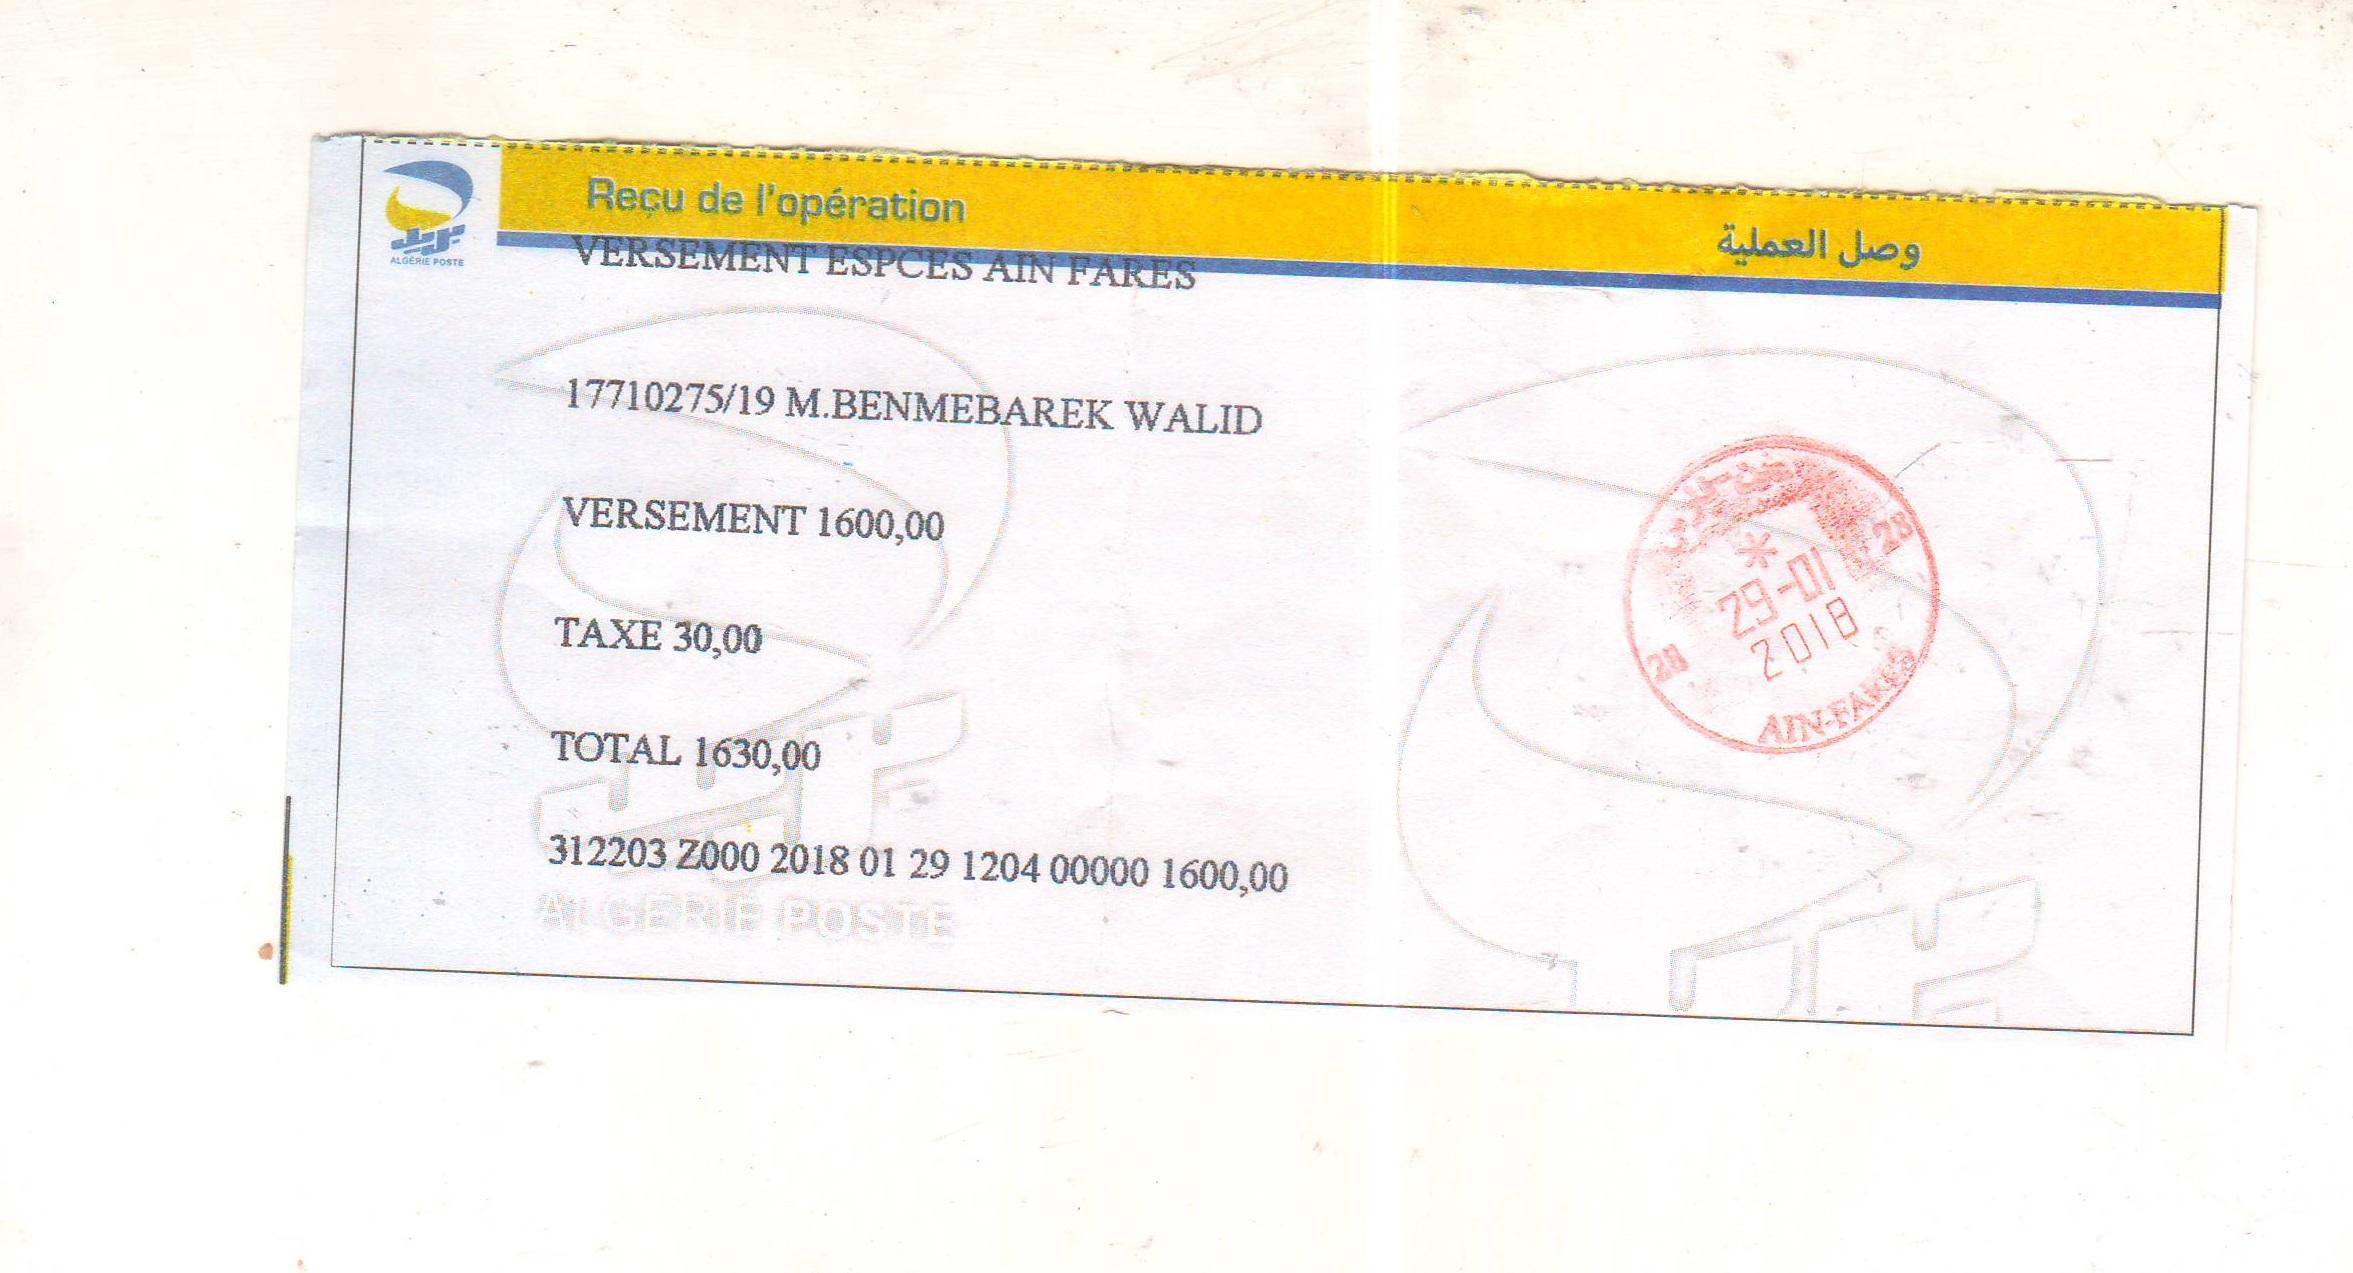 بريد
ALGÉRIE POSTE
Reçu de l'opération
وصل العملية
VERSEMENT ESPCES AIN FARES
17710275/19 M.BENMEBAREK WALID
VERSEMENT 1600,00
TAXE 30,00
TOTAL 1630,00
312203 Z000 2018 01 29 1204 00000 1600,00
ALGÉRIE POSTE
28
29-01
2018
28
AIN-FARES